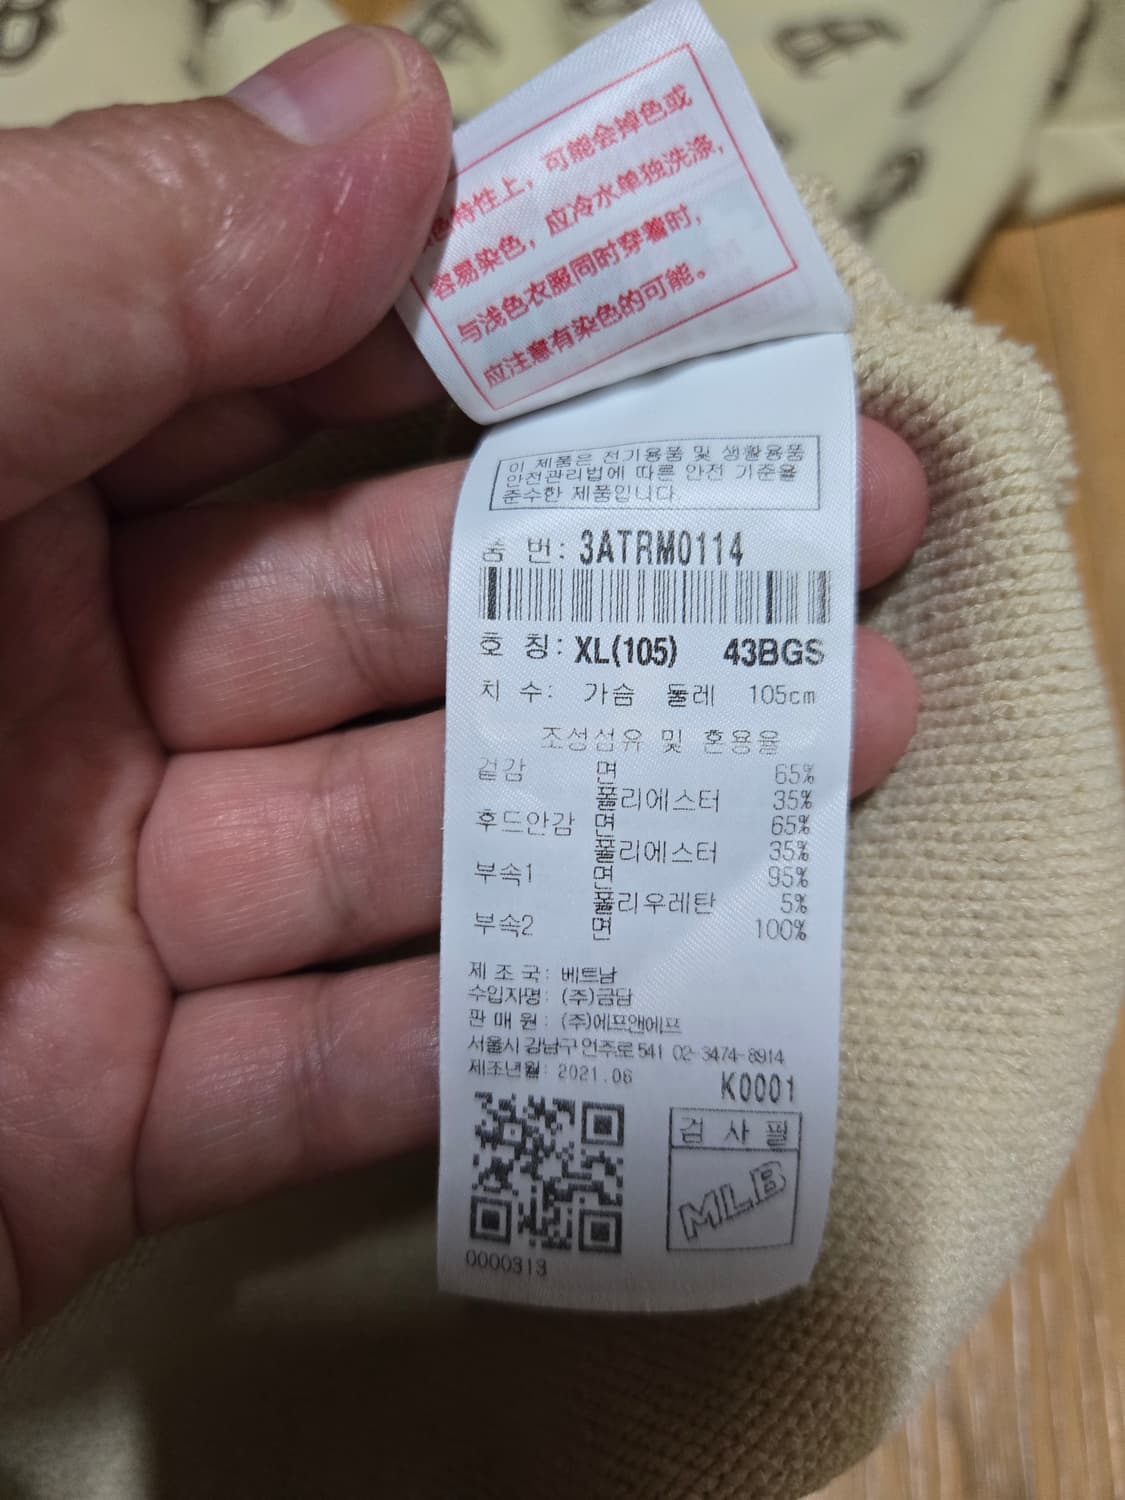 色特性上，可能会掉色或
容易染色，应冷水单独洗涤，
与浅色衣服同时穿着时，
应注意有染色的可能。
이 제품은 전기용품 및 생활용품
안전관리법에 따른 안전 기준을
준수한 제품입니다.
품 번: 3ATRM0114
호 칭: XL(105) 43BGS
치 수: 가슴 둘레 105cm
조성섬유 및 혼용율
겉감 면 65%
폴리에스터 35%
후드안감 면 65%
폴리에스터 35%
부속1 면 95%
폴리우레탄 5%
부속2 면 100%
제 조 국: 베트남
수입자명: (주)금담
판 매 원: (주)에프앤에프
서울시 강남구 언주로 541 02-3474-8914
제조년월: 2021.06
K0001
검 사 필
MLB
0000313